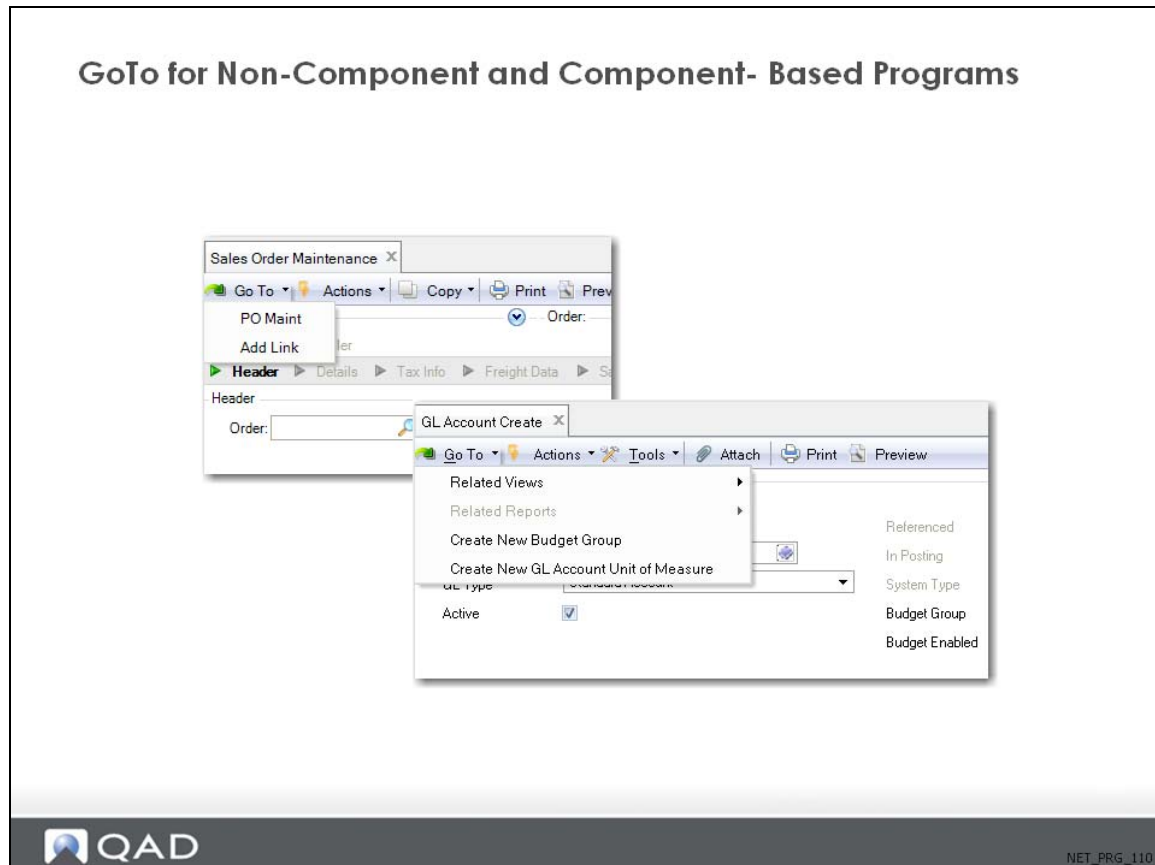 GoTo for Non-Component and Component- Based Programs
Sales Order Maintenance X
Go To Actions Copy Print Prev
PO Maint
Order:
Add Link
Header Details Tax Info Freight Data
Header
Order:
GL Account Create X
Go To Actions Tools Attach Print Preview
Related Views
Related Reports
Create New Budget Group
Create New GL Account Unit of Measure
GL Type
Active
Referenced
In Posting
System Type
Budget Group
Budget Enabled
QAD
NET_PRG_110